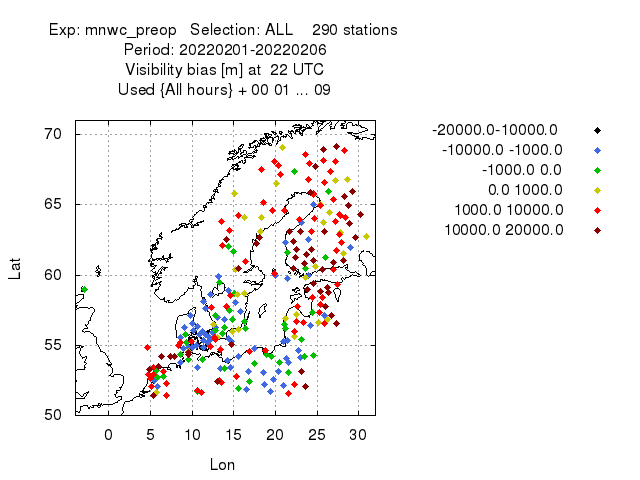 Exp: mnwc_preop   Selection: ALL    290 stations
Period: 20220201-20220206
Visibility bias [m] at  22 UTC
Used {All hours} + 00 01 ... 09
-20000.0-10000.0
-10000.0 -1000.0
-1000.0 0.0
0.0 1000.0
1000.0 10000.0
10000.0 20000.0
70
65
60
55
50
Lat
0 5 10 15 20 25 30
Lon